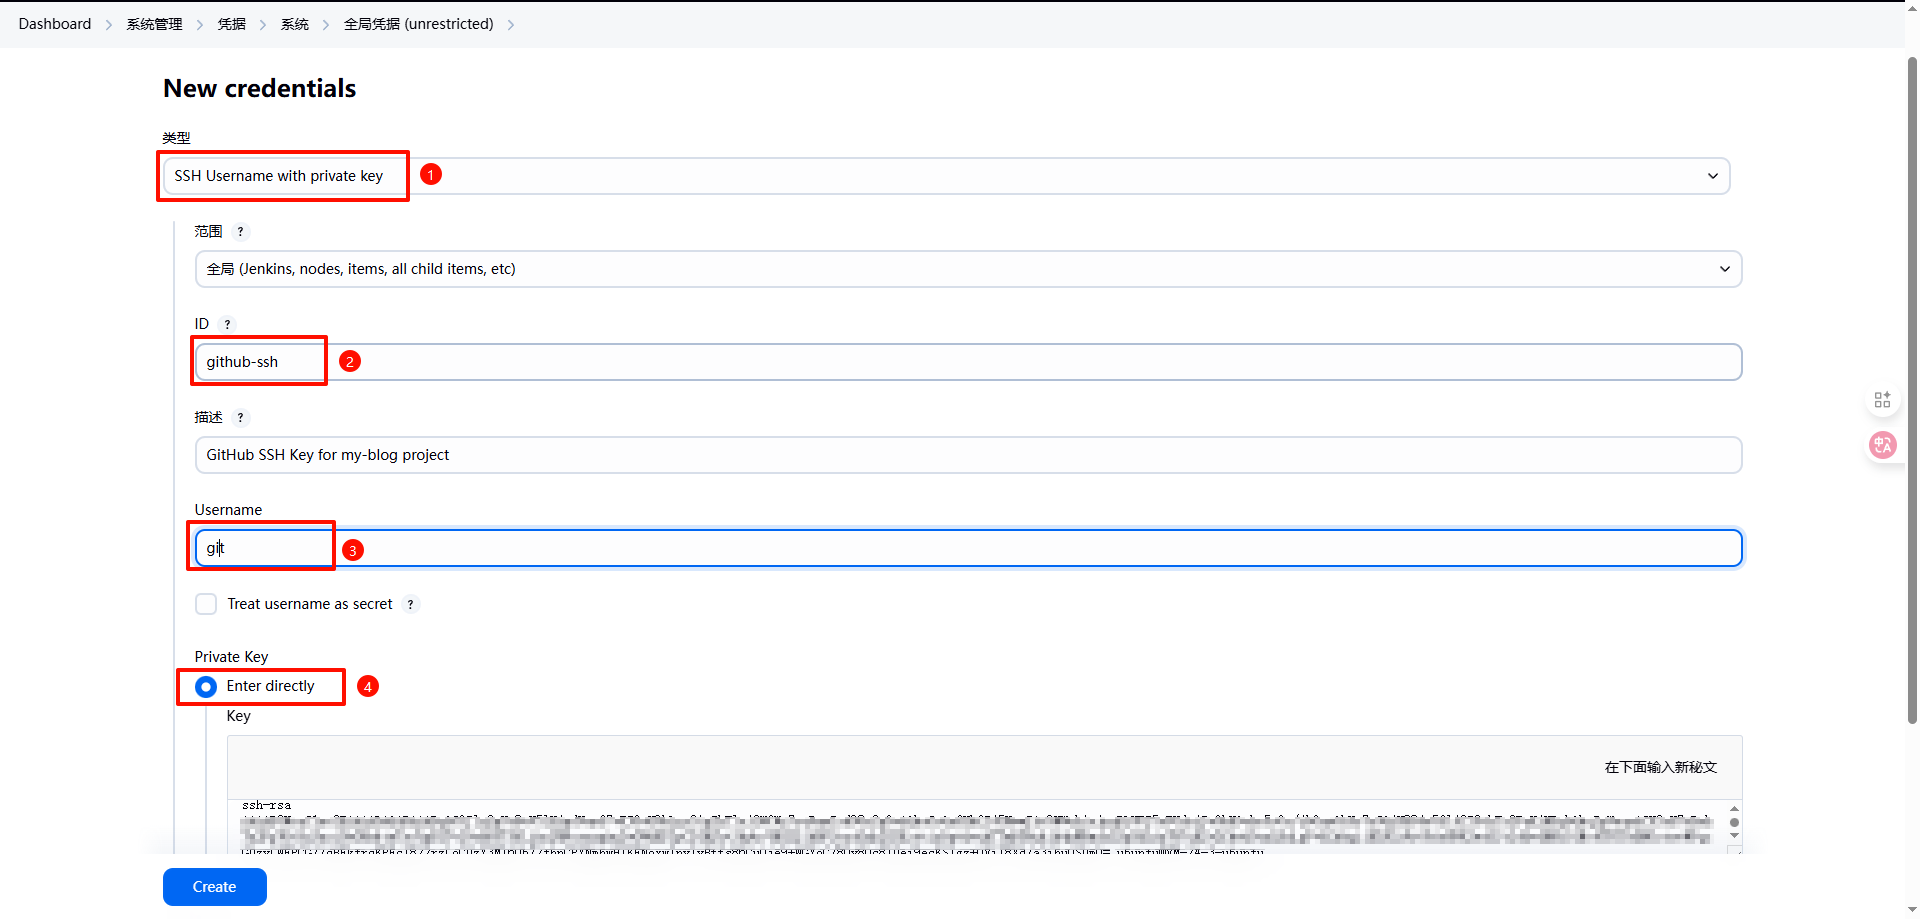 Dashboard 系统管理 凭据 系统 全局凭据 (unrestricted)
New credentials
类型
SSH Username with private key 1
范围 ?
全局 (Jenkins, nodes, items, all child items, etc)
ID ?
github-ssh 2
描述 ?
GitHub SSH Key for my-blog project
Username
git 3
Treat username as secret ?
Private Key
Enter directly 4
Key
在下面输入新秘文
ssh-rsa
Create